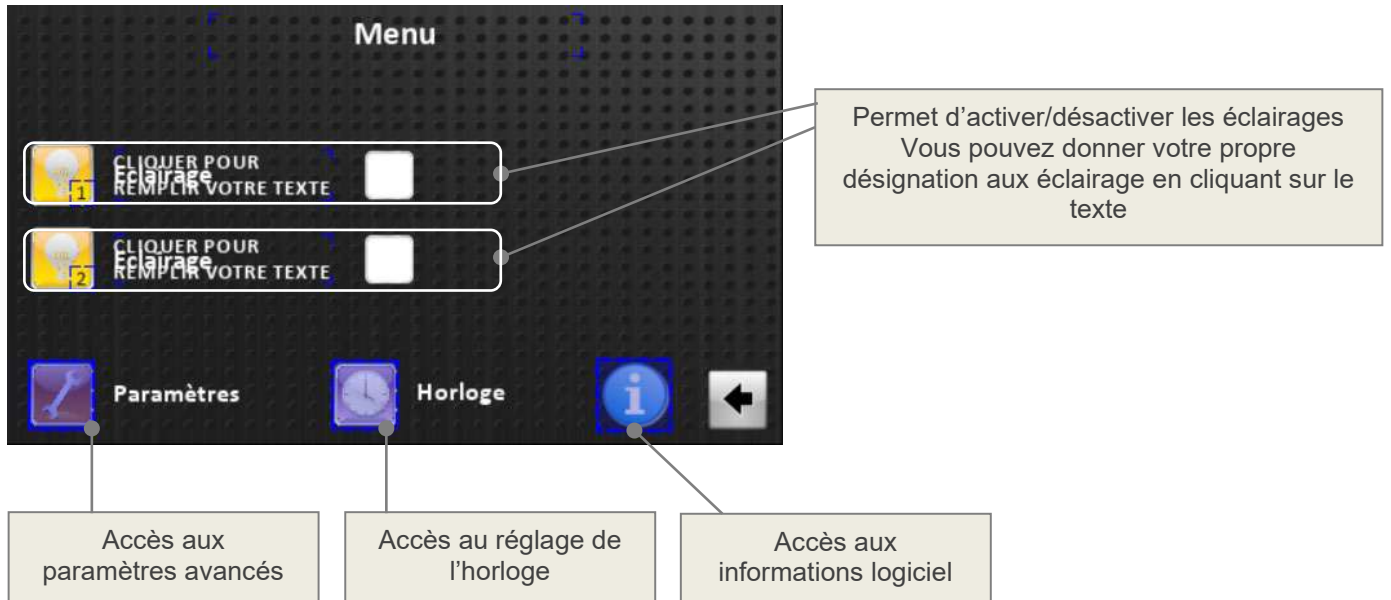 Menu
Permet d'activer/désactiver les éclairages
Vous pouvez donner votre propre
désignation aux éclairage en cliquant sur le
texte
CLIQUER POUR
Éclairage
REMPLIR VOTRE TEXTE
1
CLIQUER POUR
Éclairage
REMPLIR VOTRE TEXTE
2
Paramètres
Horloge
i
Accès aux
paramètres avancés
Accès au réglage de
l'horloge
Accès aux
informations logiciel